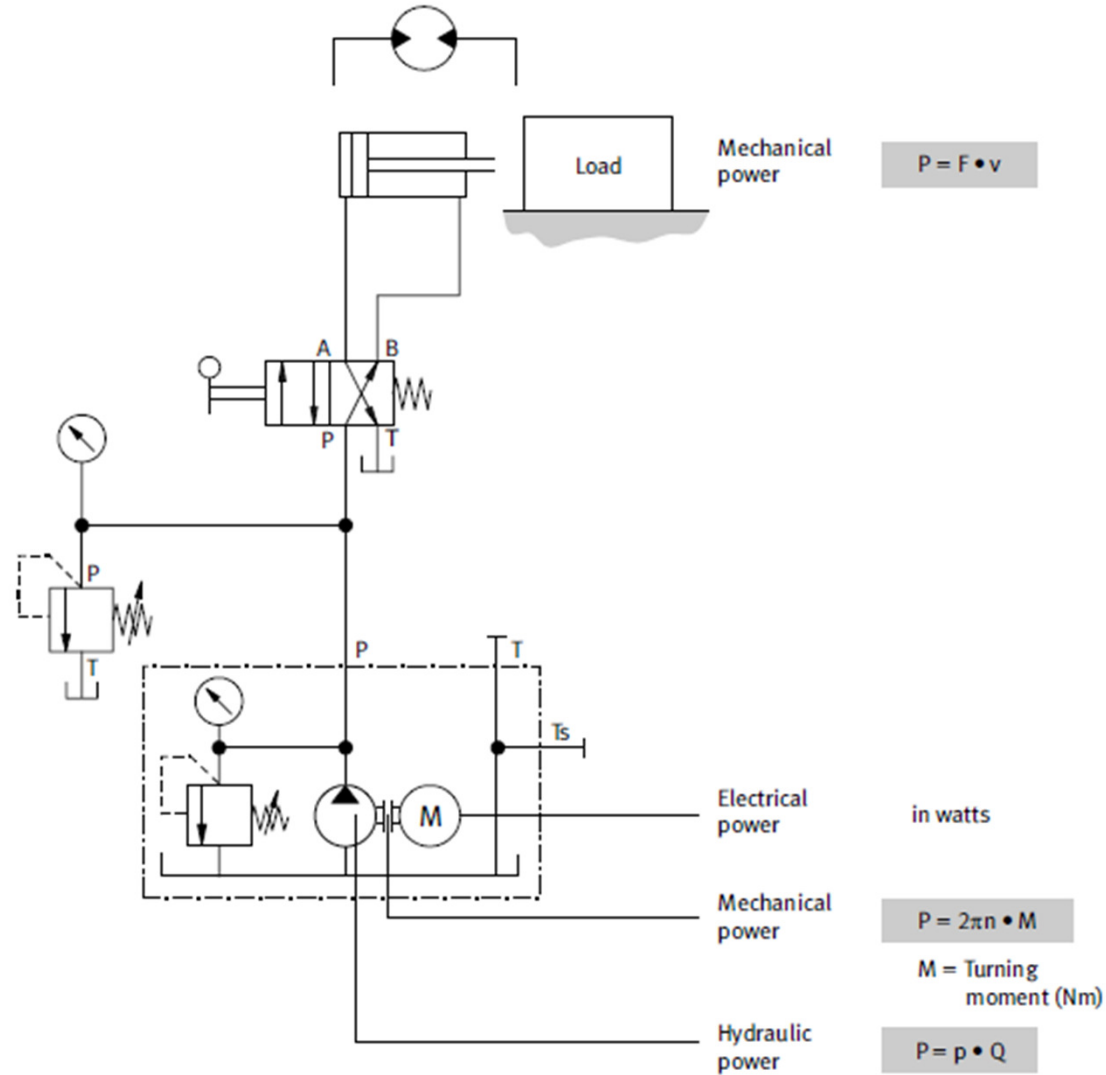 Load
Mechanical
power
P = F • v
A
B
P
T
P
T
P
T
Ts
M
Electrical
power
in watts
Mechanical
power
P = 2πn • M
M = Turning
moment (Nm)
Hydraulic
power
P = p • Q